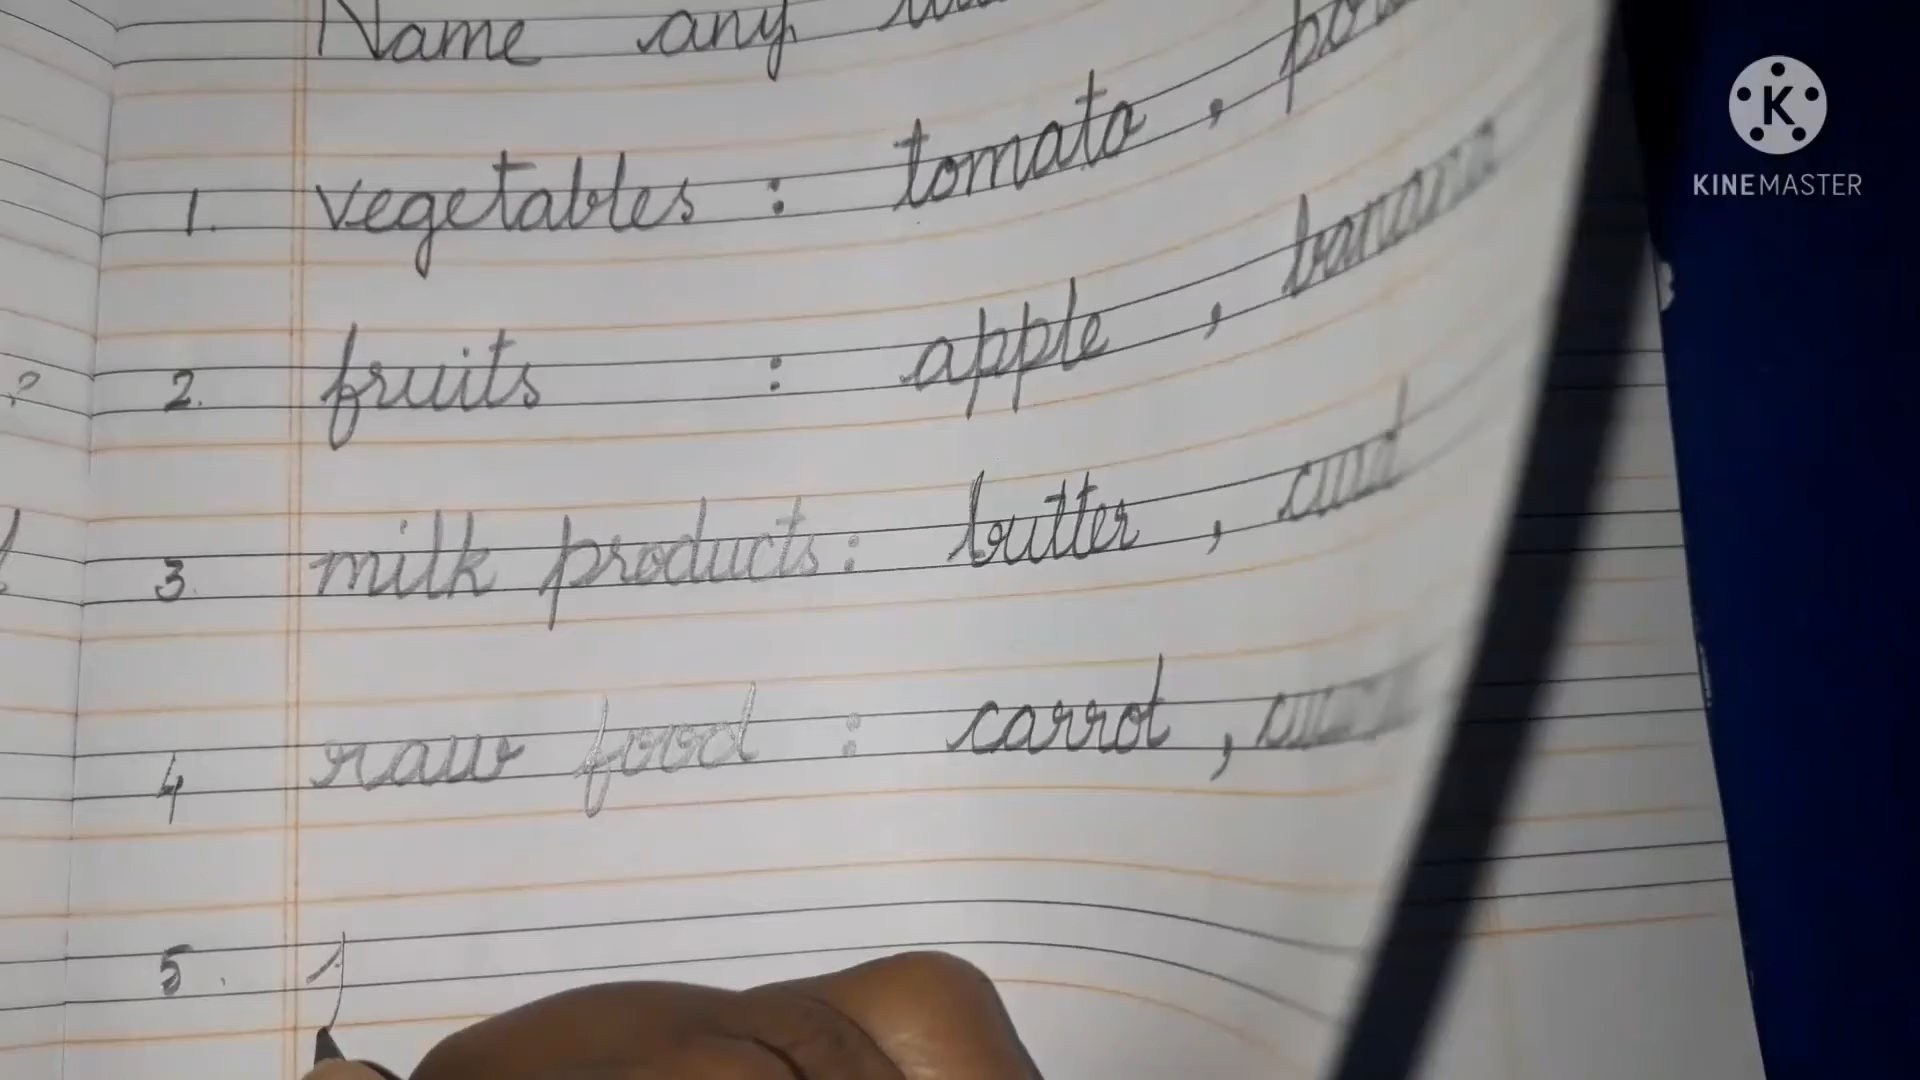 Name any
1. vegetables : tomato ,
2. fruits : apple , banana
3. milk products : butter , curd
4 raw food : carrot ,
5.
KINEMASTER